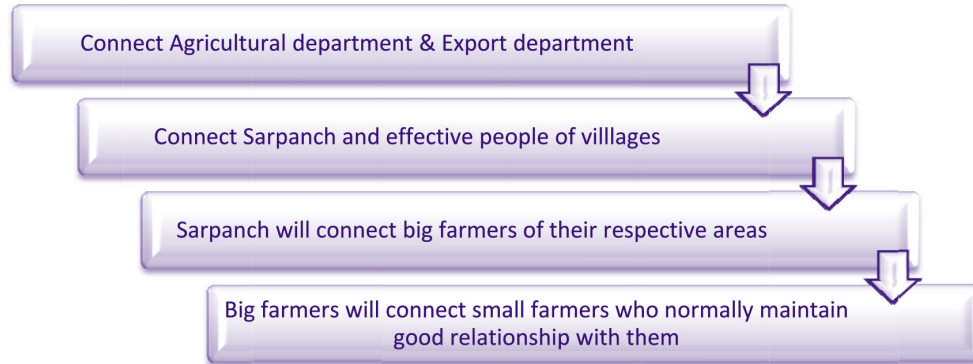 Connect Agricultural department & Export department
Connect Sarpanch and effective people of villlages
Sarpanch will connect big farmers of their respective areas
Big farmers will connect small farmers who normally maintain
good relationship with them